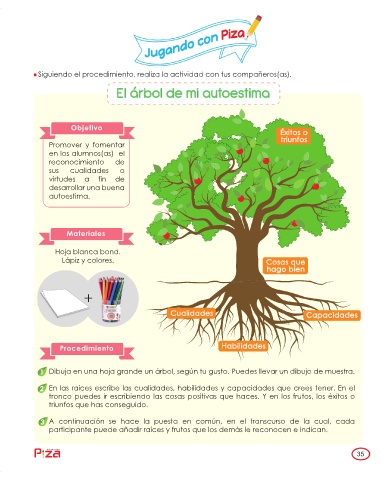 Jugando con Piza
Siguiendo el procedimiento, realiza la actividad con tus compañeros(as).
El árbol de mi autoestima
Objetivo
Promover y fomentar
en los alumnos(as) el
reconocimiento de
sus cualidades o
virtudes a fin de
desarrollar una buena
autoestima.
Éxitos o
triunfos
Materiales
Hoja blanca bond.
Lápiz y colores.
+
Cosas que
hago bien
Cualidades
Capacidades
Habilidades
Procedimiento
1 Dibuja en una hoja grande un árbol, según tu gusto. Puedes llevar un dibujo de muestra.
2 En las raíces escribe las cualidades, habilidades y capacidades que crees tener. En el
tronco puedes ir escribiendo las cosas positivas que haces. Y en los frutos, los éxitos o
triunfos que has conseguido.
3 A continuación se hace la puesta en común, en el transcurso de la cual, cada
participante puede añadir raíces y frutos que los demás le reconocen e indican.
Piza
35